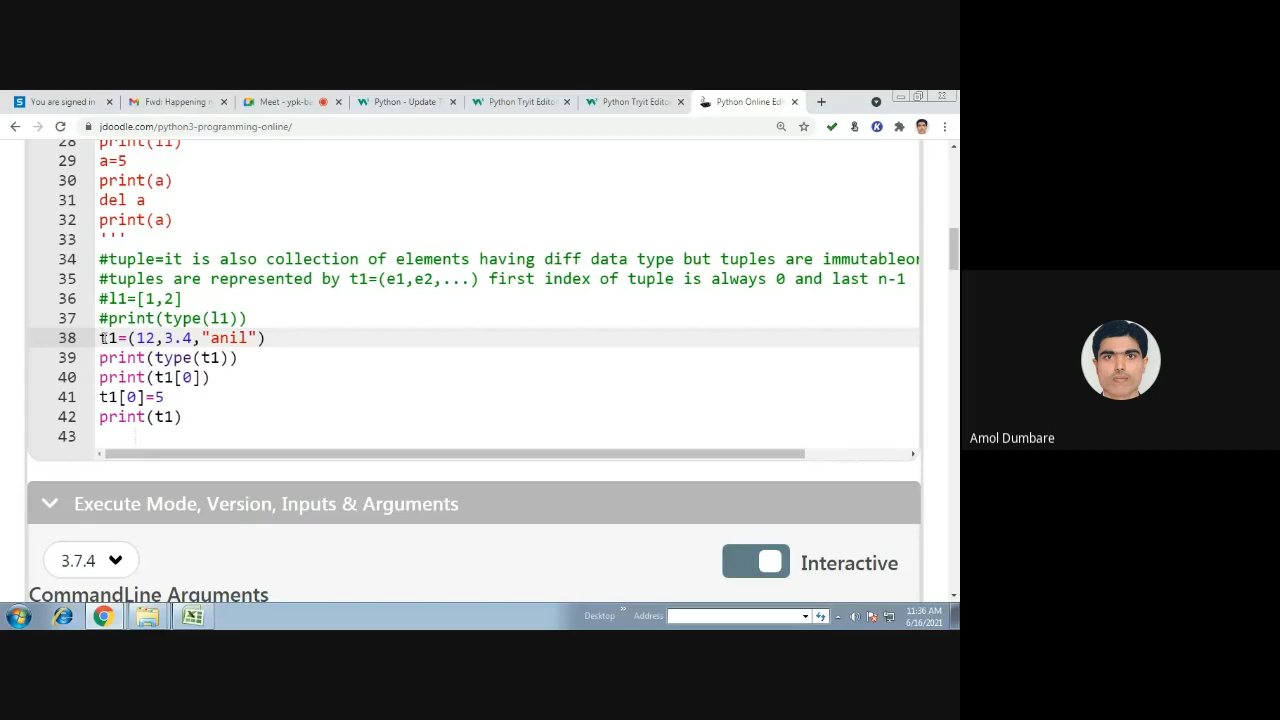 You are signed in
Fwd: Happening
Meet - ypk-ba
Python - Update T
Python Tryit Editor
Python Tryit Editor
Python Online Edi
jdoodle.com/python3-programming-online/
28 print(l1)
29 a=5
30 print(a)
31 del a
32 print(a)
33 '''
34 #tuple=it is also collection of elements having diff data type but tuples are immutableor
35 #tuples are represented by t1=(e1,e2,...) first index of tuple is always 0 and last n-1
36 #l1=[1,2]
37 #print(type(l1))
38 t1=(12,3.4,"anil")
39 print(type(t1))
40 print(t1[0])
41 t1[0]=5
42 print(t1)
43
Execute Mode, Version, Inputs & Arguments
3.7.4
Interactive
CommandLine Arguments
Desktop
Address
11:36 AM
6/16/2021
Amol Dumbare